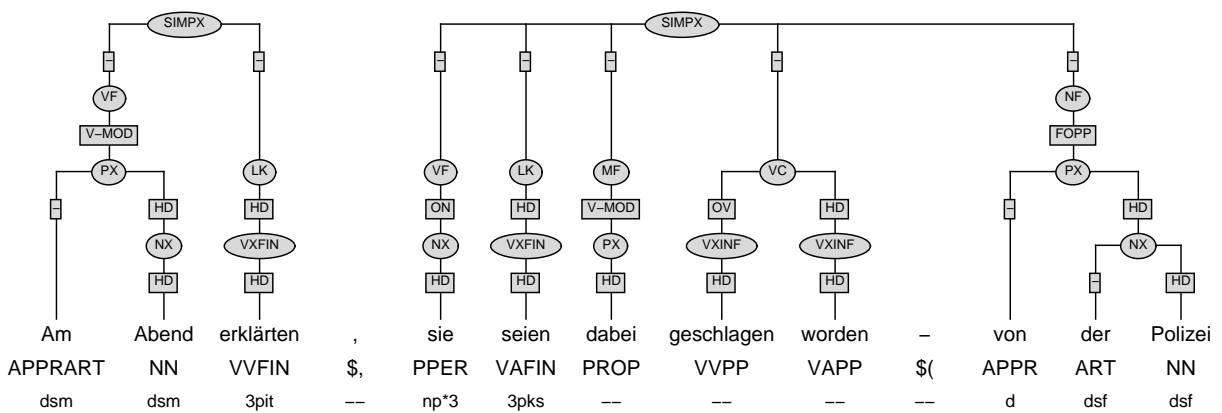 SIMPX SIMPX
– – – – – – –
VF NF
V–MOD FOPP
PX LK VF LK MF VC PX
– HD HD ON HD V–MOD OV HD – HD
NX VXFIN NX VXFIN PX VXINF VXINF NX
HD HD HD HD HD HD HD – HD
Am Abend erklärten , sie seien dabei geschlagen worden – von der Polizei
APPRART NN VVFIN $, PPER VAFIN PROP VVPP VAPP $( APPR ART NN
dsm dsm 3pit –– np*3 3pks –– –– –– –– d dsf dsf